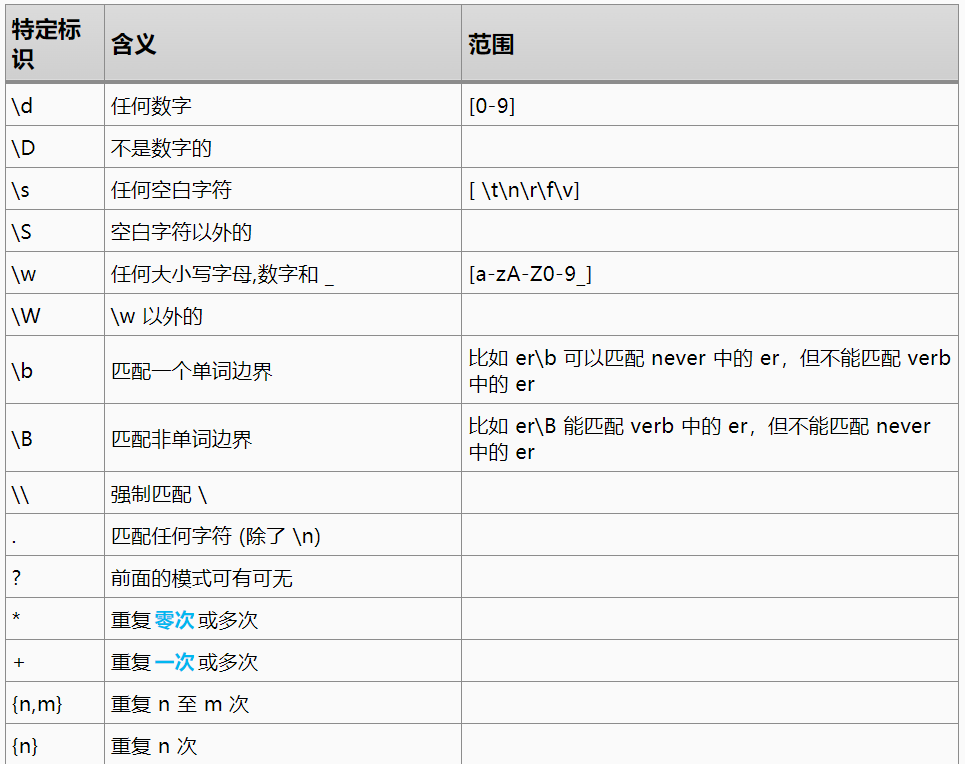 特定标识 含义 范围
\d 任何数字 [0-9]
\D 不是数字的
\s 任何空白字符 [ \t\n\r\f\v]
\S 空白字符以外的
\w 任何大小写字母,数字和 _ [a-zA-Z0-9_]
\W \w 以外的
\b 匹配一个单词边界 比如 er\b 可以匹配 never 中的 er，但不能匹配 verb
中的 er
\B 匹配非单词边界 比如 er\B 能匹配 verb 中的 er，但不能匹配 never
中的 er
\\ 强制匹配 \
. 匹配任何字符 (除了 \n)
? 前面的模式可有可无
* 重复零次或多次
+ 重复一次或多次
{n,m} 重复 n 至 m 次
{n} 重复 n 次